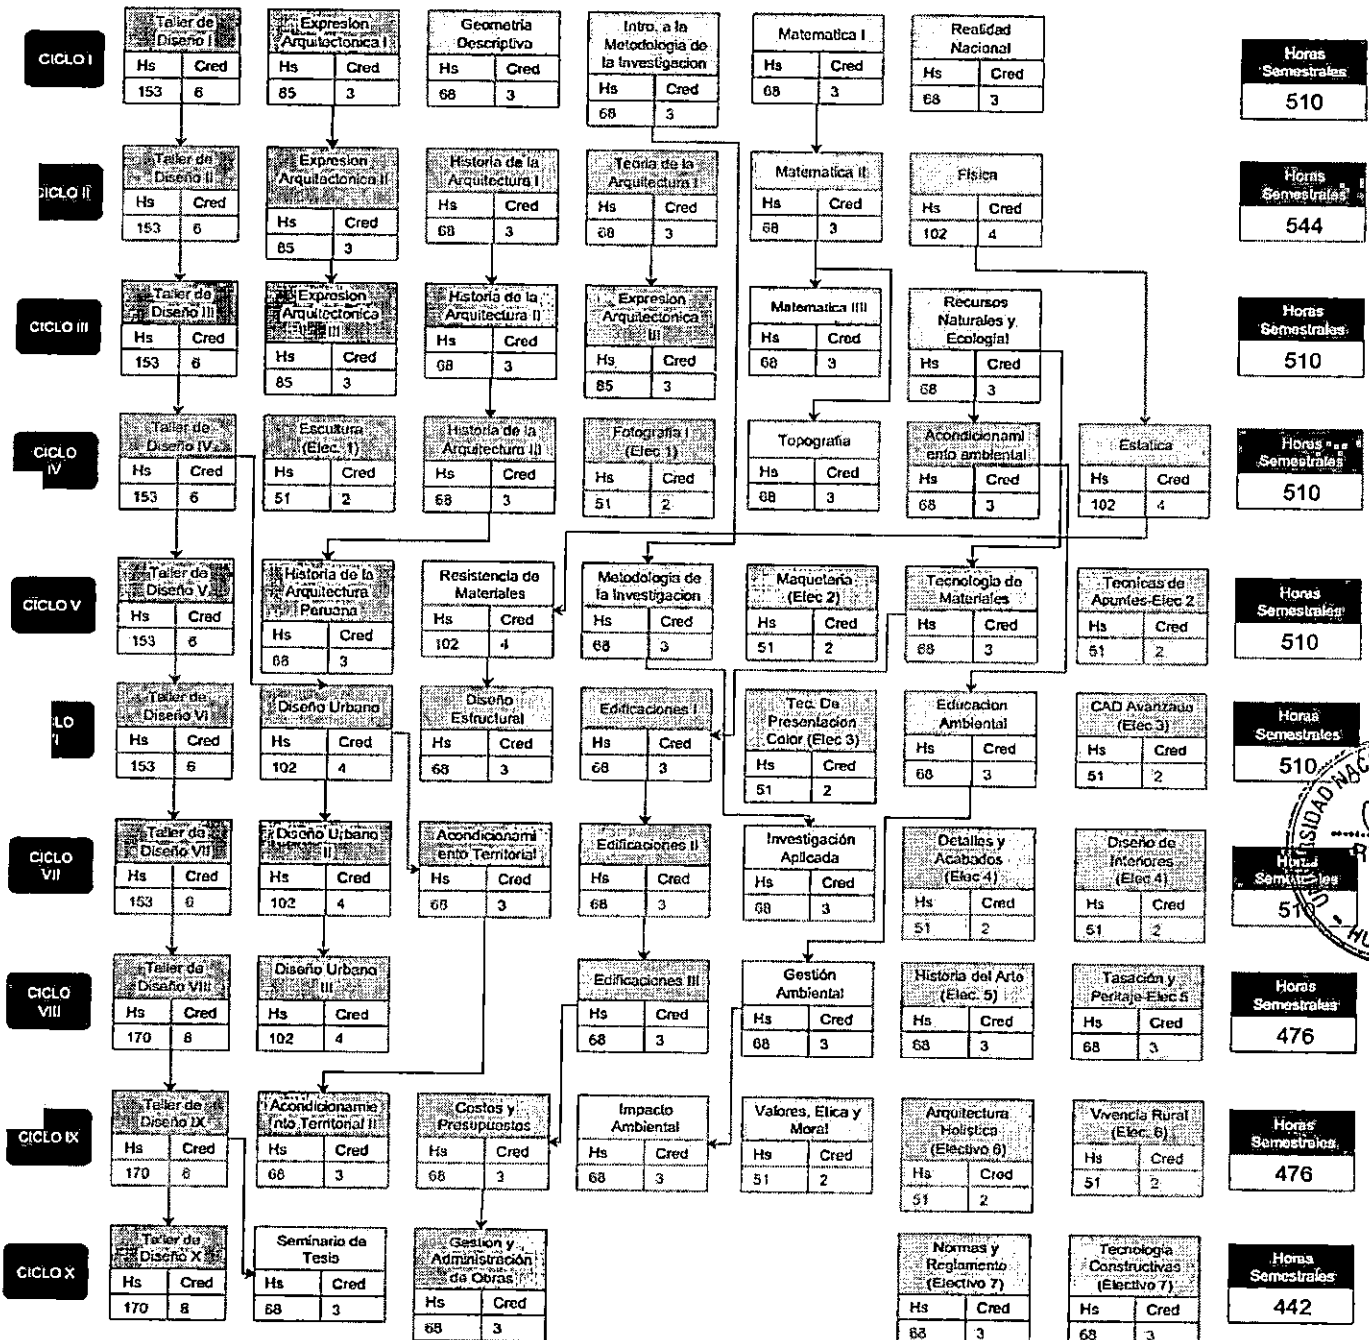 CICLO I
Taller de
Diseño I
Hs Cred
153 6
Expresion
Arquitectonica I
Hs Cred
85 3
Geometria
Descriptiva
Hs Cred
68 3
Intro. a la
Metodologia de
la Investigacion
Hs Cred
68 3
Matematica I
Hs Cred
68 3
Realidad
Nacional
Hs Cred
68 3
Horas
Semestrales
510
CICLO II
Taller de
Diseño II
Hs Cred
153 6
Expresion
Arquitectonica II
Hs Cred
85 3
Historia de la
Arquitectura I
Hs Cred
68 3
Teoria de la
Arquitectura I
Hs Cred
68 3
Matematica II
Hs Cred
68 3
Fisica
Hs Cred
102 4
Horas
Semestrales
544
CICLO III
Taller de
Diseño III
Hs Cred
153 6
Expresion
Arquitectonica
III
Hs Cred
85 3
Historia de la
Arquitectura II
Hs Cred
68 3
Expresion
Arquitectonica
III
Hs Cred
85 3
Matematica IIII
Hs Cred
68 3
Recursos
Naturales y
Ecologial
Hs Cred
68 3
Horas
Semestrales
510
CICLO
IV
Taller de
Diseño IV
Hs Cred
153 6
Escultura
(Elec. 1)
Hs Cred
51 2
Historia de la
Arquitectura III
Hs Cred
68 3
Fotografia I
(Elec 1)
Hs Cred
51 2
Topografia
Hs Cred
68 3
Acondicionami
ento ambiental
Hs Cred
68 3
Estatica
Hs Cred
102 4
Horas
Semestrales
510
CICLO V
Taller de
Diseño V
Hs Cred
153 6
Historia de la
Arquitectura
Peruana
Hs Cred
68 3
Resistencia de
Materiales
Hs Cred
102 4
Metodologia de
la Investigacion
Hs Cred
68 3
Maqueteria
(Elec 2)
Hs Cred
51 2
Tecnologia de
Materiales
Hs Cred
68 3
Tecnicas de
Apuntes-Elec 2
Hs Cred
51 2
Horas
Semestrales
510
Taller de
Diseño VI
Hs Cred
153 6
Diseño Urbano
Hs Cred
102 4
Diseño
Estructural
Hs Cred
68 3
Edificaciones I
Hs Cred
68 3
Tec. De
Presentacion
Color (Elec 3)
Hs Cred
51 2
Educacion
Ambiental
Hs Cred
68 3
CAD Avanzado
(Elec 3)
Hs Cred
51 2
Horas
Semestrales
510
CICLO
VII
Taller de
Diseño VII
Hs Cred
153 6
Diseño Urbano
II
Hs Cred
102 4
Acondicionami
ento Territorial
Hs Cred
68 3
Edificaciones II
Hs Cred
68 3
Investigación
Aplicada
Hs Cred
68 3
Detalles y
Acabados
(Elec 4)
Hs Cred
51 2
Diseño de
Interiores
(Elec 4)
Hs Cred
51 2
CICLO
VIII
Taller de
Diseño VIII
Hs Cred
170 8
Diseño Urbano
III
Hs Cred
102 4
Edificaciones III
Hs Cred
68 3
Gestión
Ambiental
Hs Cred
68 3
Historia del Arte
(Elec. 5)
Hs Cred
68 3
Tasación y
Peritaje-Elec 5
Hs Cred
68 3
Horas
Semestrales
476
CICLO IX
Taller de
Diseño IX
Hs Cred
170 8
Acondicionamie
nto Territorial II
Hs Cred
68 3
Costos y
Presupuestos
Hs Cred
68 3
Impacto
Ambiental
Hs Cred
68 3
Valores, Etica y
Moral
Hs Cred
51 2
Arquitectura
Holistica
(Electivo 6)
Hs Cred
51 2
Vivencia Rural
(Elec. 6)
Hs Cred
51 2
Horas
Semestrales
476
CICLO X
Taller de
Diseño X
Hs Cred
170 8
Seminario de
Tesis
Hs Cred
68 3
Gestion y
Administración
de Obras
Hs Cred
68 3
Normas y
Reglamento
(Electivo 7)
Hs Cred
68 3
Tecnologia
Constructivas
(Electivo 7)
Hs Cred
68 3
Horas
Semestrales
442